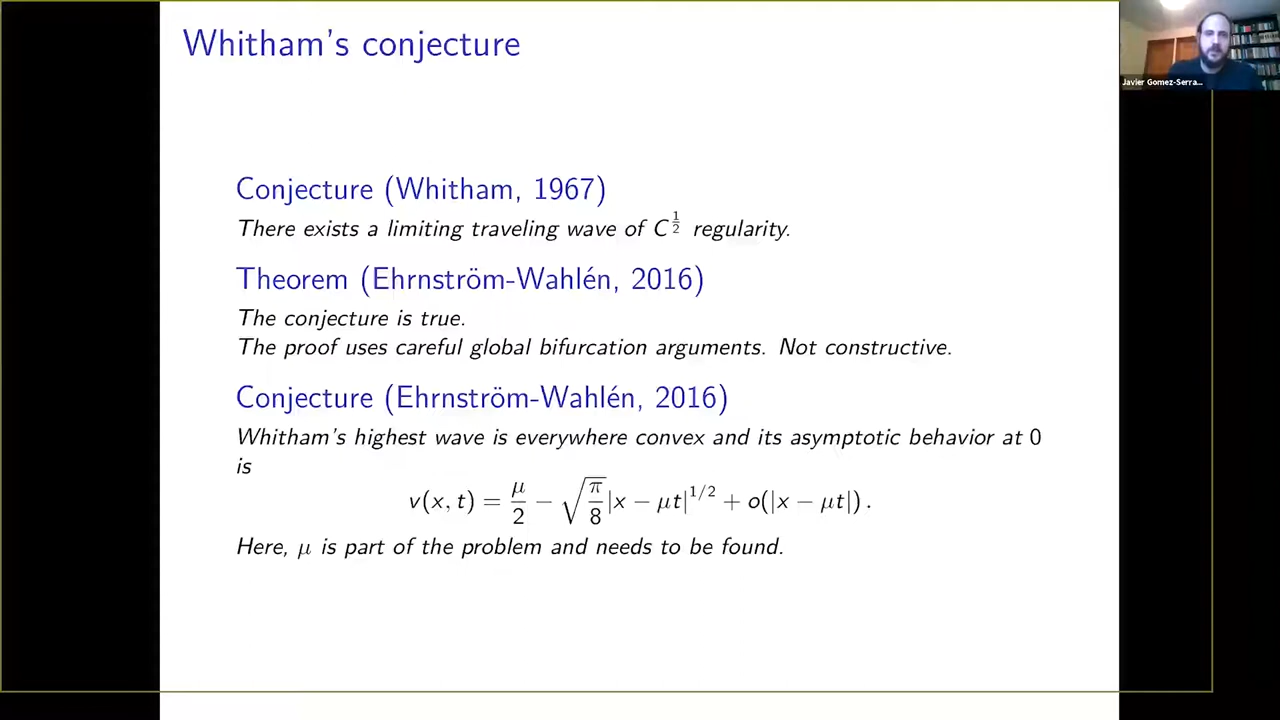 Whitham's conjecture
Javier Gomez-Serra...
Conjecture (Whitham, 1967)
There exists a limiting traveling wave of C^{1/2} regularity.
Theorem (Ehrnström-Wahlén, 2016)
The conjecture is true.
The proof uses careful global bifurcation arguments. Not constructive.
Conjecture (Ehrnström-Wahlén, 2016)
Whitham's highest wave is everywhere convex and its asymptotic behavior at 0
is
v(x, t) = μ/2 − √(π/8)|x − μt|^{1/2} + o(|x − μt|).
Here, μ is part of the problem and needs to be found.